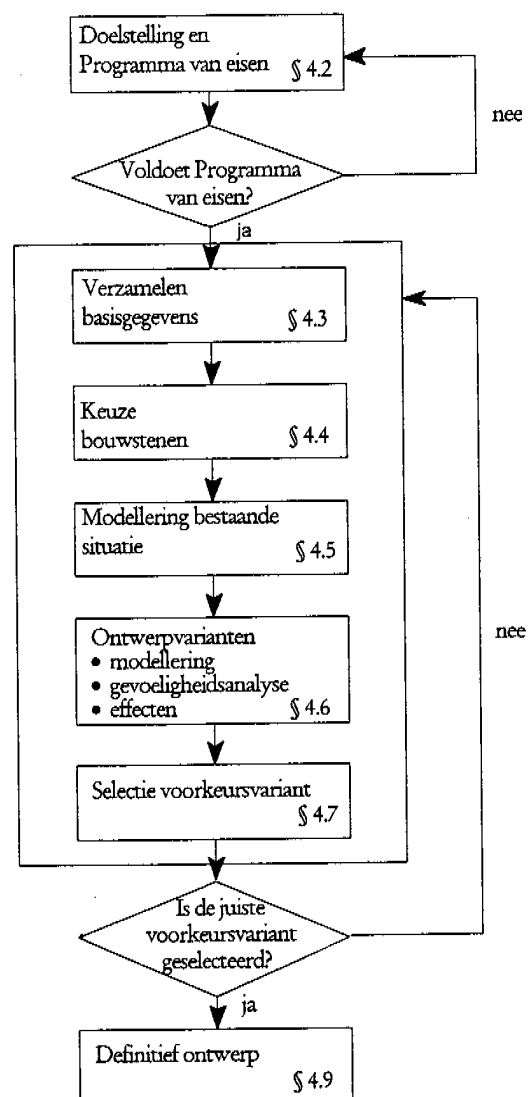 Doelstelling en
Programma van eisen § 4.2
nee
Voldoet Programma
van eisen?
ja
Verzamelen
basisgegevens § 4.3
Keuze
bouwstenen § 4.4
Modellering bestaande
situatie § 4.5
Ontwerpvarianten
• modellering
• gevoeligheidsanalyse
• effecten § 4.6
nee
Selectie voorkeursvariant
§ 4.7
Is de juiste
voorkeursvariant
geselecteerd?
ja
Definitief ontwerp
§ 4.9